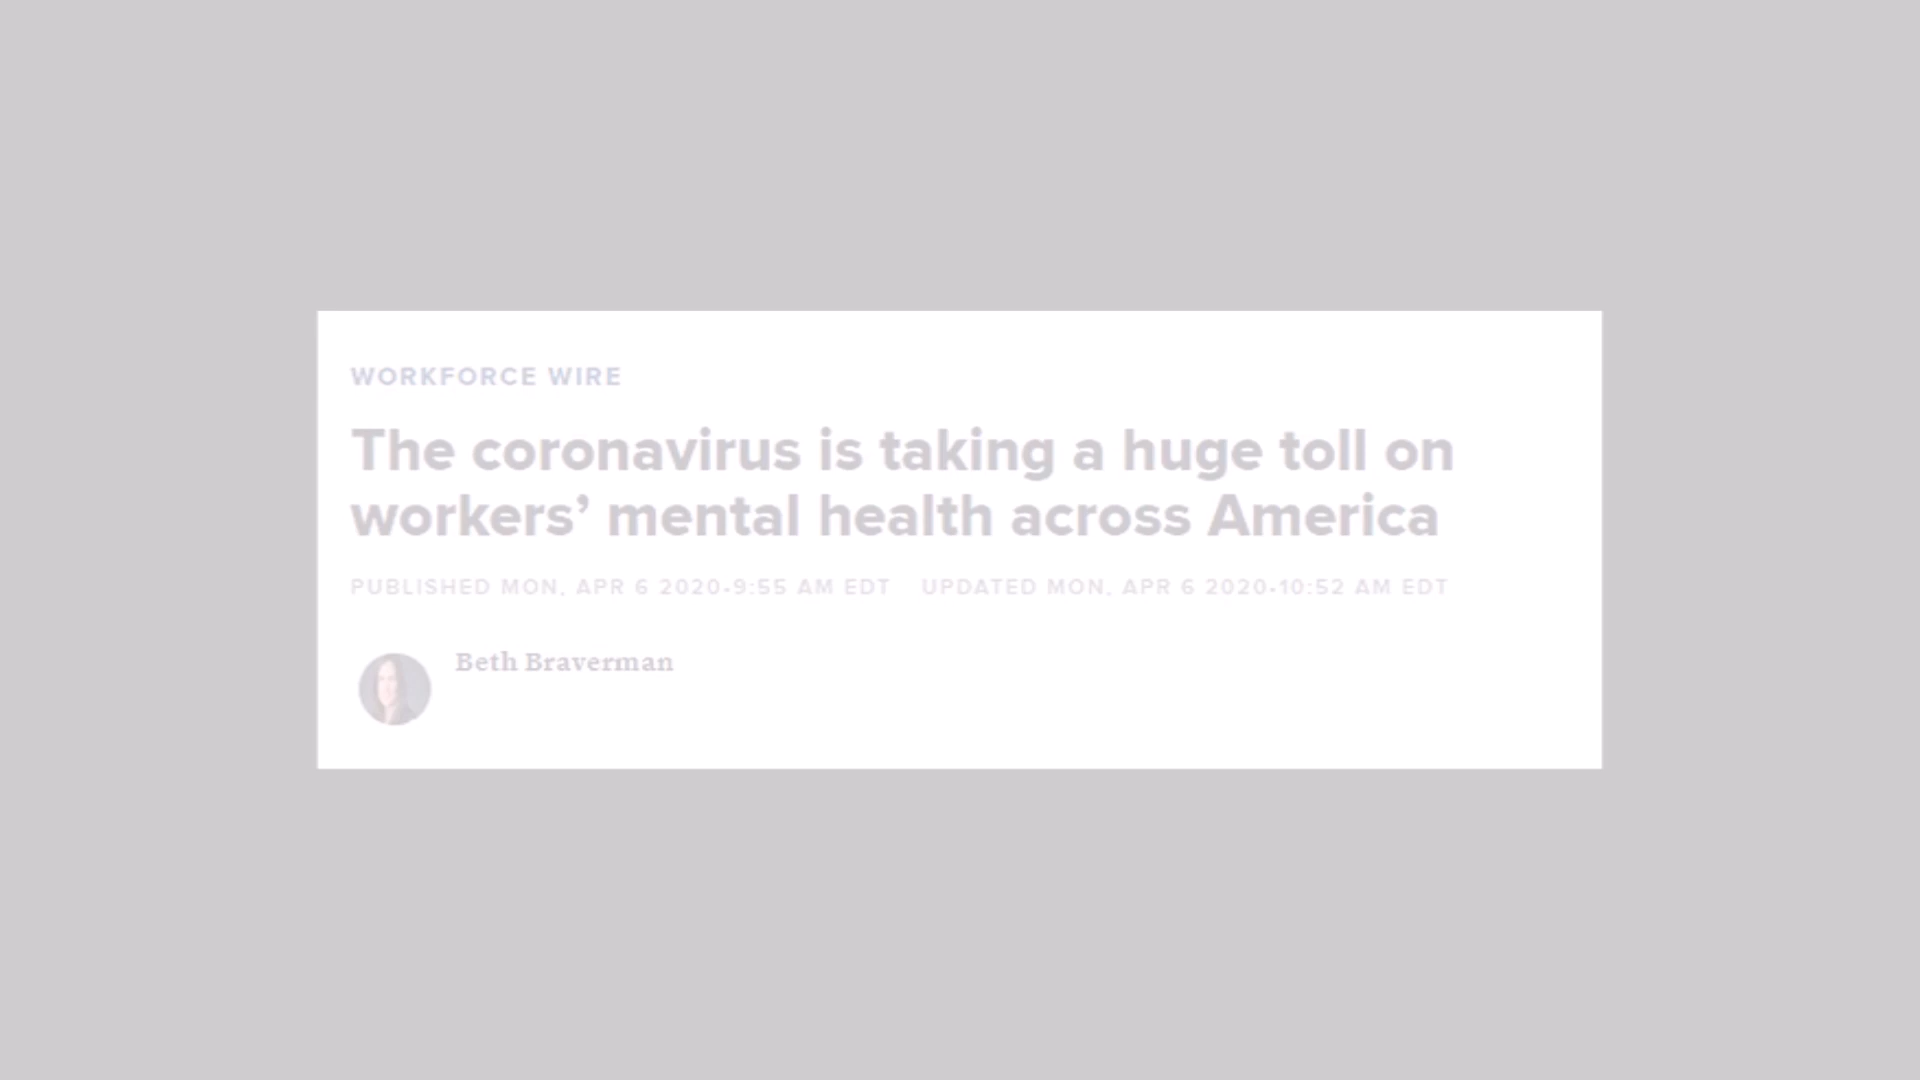 WORKFORCE WIRE
The coronavirus is taking a huge toll on
workers’ mental health across America
PUBLISHED MON, APR 6 2020•9:55 AM EDT UPDATED MON, APR 6 2020•10:52 AM EDT
Beth Braverman